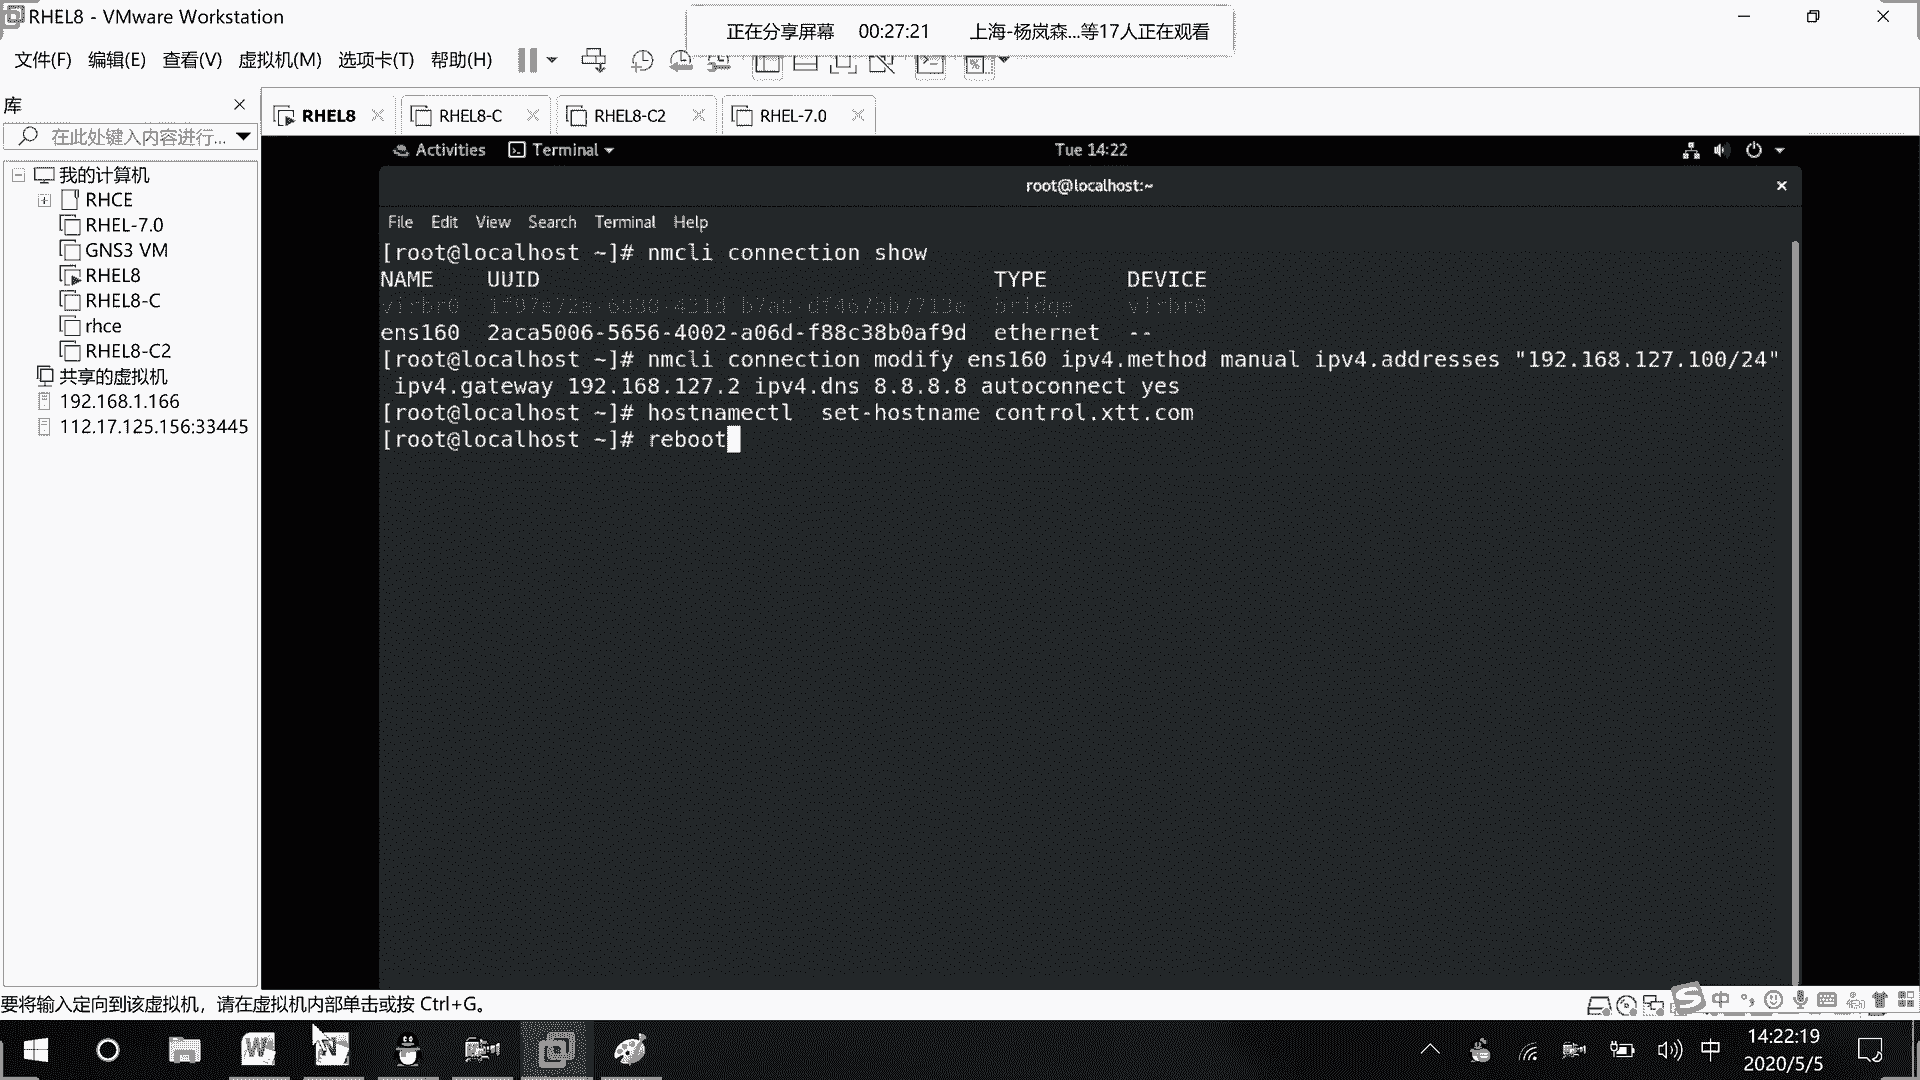 RHEL8 - VMware Workstation
正在分享屏幕 00:27:21 上海-杨岚森...等17人正在观看
文件(F) 编辑(E) 查看(V) 虚拟机(M) 选项卡(T) 帮助(H)
库
在此处键入内容进行...
我的计算机
RHCE
RHEL-7.0
GNS3 VM
RHEL8
RHEL8-C
rhce
RHEL8-C2
共享的虚拟机
192.168.1.166
112.17.125.156:33445
RHEL8 RHEL8-C RHEL8-C2 RHEL-7.0
Activities Terminal Tue 14:22
root@localhost:~
File Edit View Search Terminal Help
[root@localhost ~]# nmcli connection show
NAME UUID TYPE DEVICE
virbr0 bridge virbr0
ens160 2aca5006-5656-4002-a06d-f88c38b0af9d ethernet --
[root@localhost ~]# nmcli connection modify ens160 ipv4.method manual ipv4.addresses "192.168.127.100/24"
ipv4.gateway 192.168.127.2 ipv4.dns 8.8.8.8 autoconnect yes
[root@localhost ~]# hostnamectl set-hostname control.xtt.com
[root@localhost ~]# reboot
要将输入定向到该虚拟机，请在虚拟机内部单击或按 Ctrl+G。
中
中 14:22:19
2020/5/5